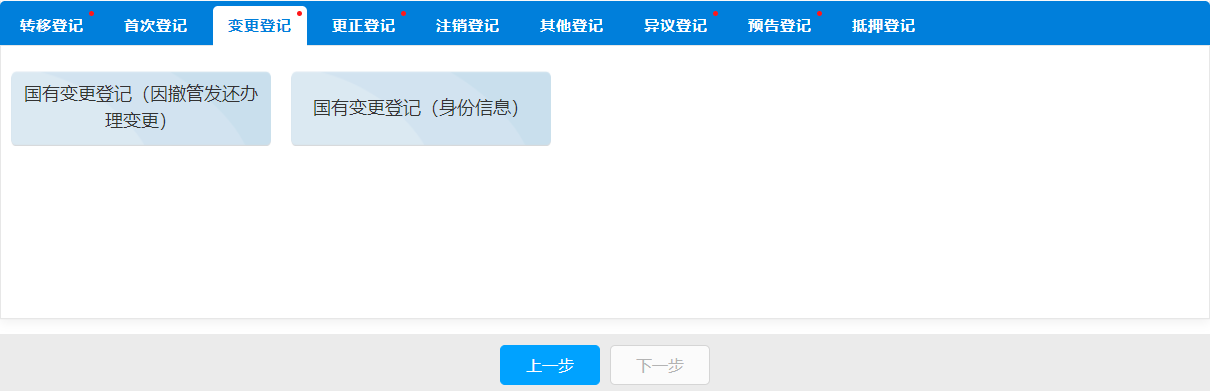 转移登记 首次登记 变更登记 更正登记 注销登记 其他登记 异议登记 预告登记 抵押登记
国有变更登记（因撤管发还办
理变更）
国有变更登记（身份信息）
上一步 下一步